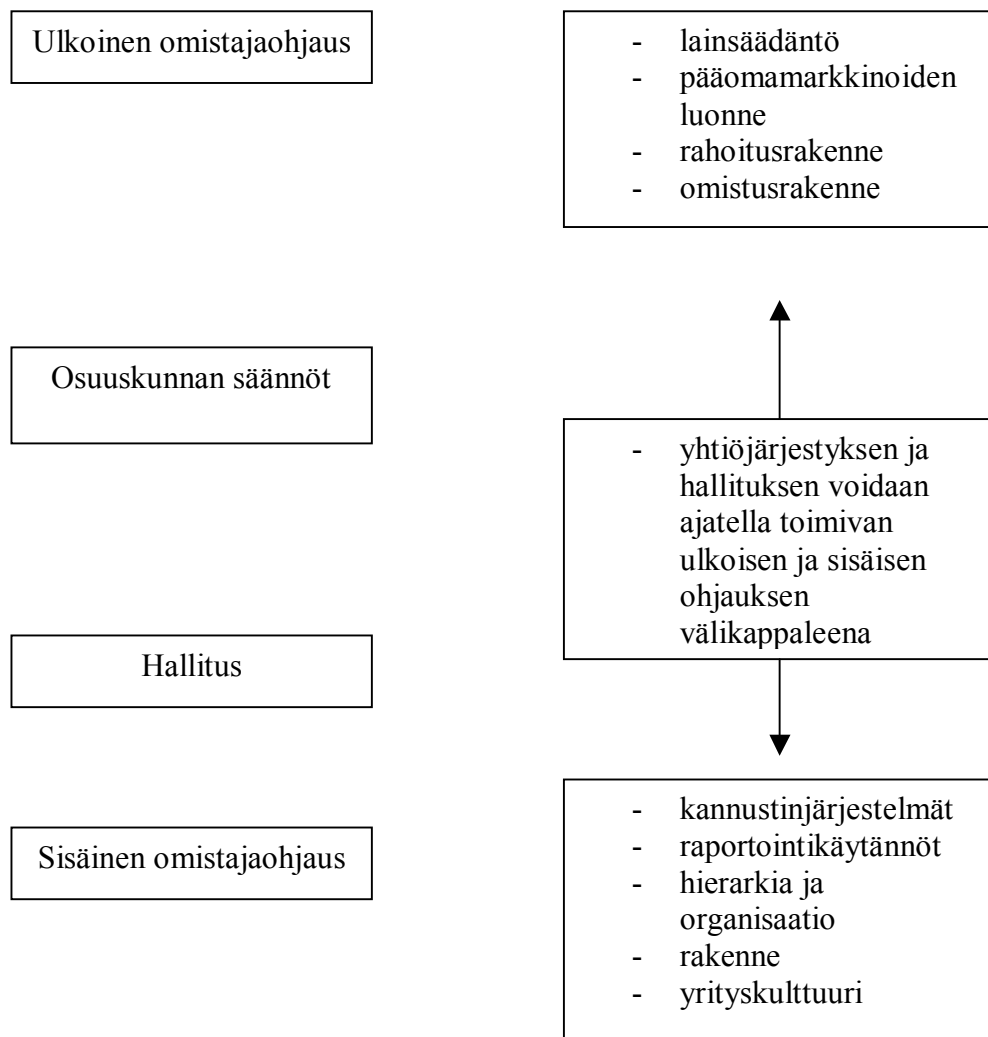 Ulkoinen omistajaohjaus
- lainsäädäntö
- pääomamarkkinoiden
luonne
- rahoitusrakenne
- omistusrakenne
Osuuskunnan säännöt
- yhtiöjärjestyksen ja
hallituksen voidaan
ajatella toimivan
ulkoisen ja sisäisen
ohjauksen
välikappaleena
Hallitus
Sisäinen omistajaohjaus
- kannustinjärjestelmät
- raportointikäytännöt
- hierarkia ja
organisaatio
- rakenne
- yrityskulttuuri